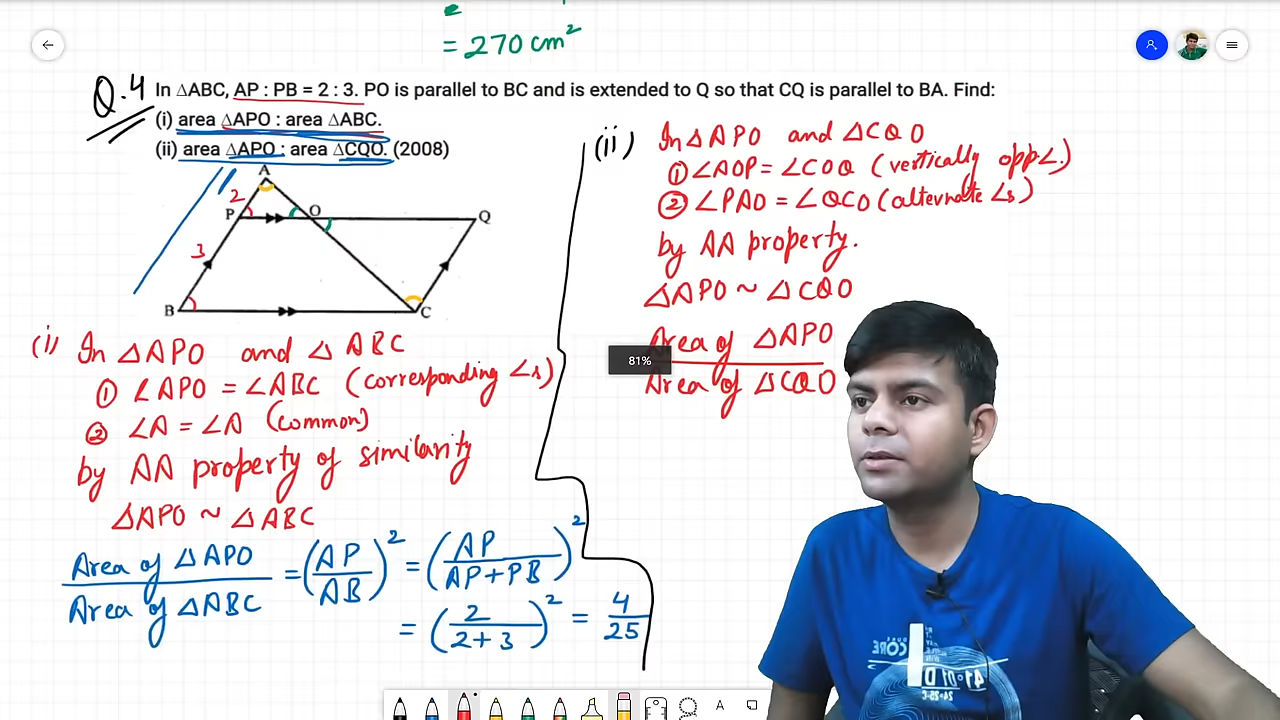 = 270 cm²
Q.4 In △ABC, AP : PB = 2 : 3. PO is parallel to BC and is extended to Q so that CQ is parallel to BA. Find:
(i) area △APO : area △ABC.
(ii) area △APO : area △CQO. (2008)
A
2
P
O
Q
3
B
C
(i) In △APO and △ABC
① ∠APO = ∠ABC (corresponding ∠s)
② ∠A = ∠A (common)
by AA property of similarity
△APO ~ △ABC
Area of △APO / Area of △ABC = (AP / AB)² = (AP / AP + PB)²
= (2 / 2 + 3)² = 4 / 25
(ii) In △APO and △CQO
① ∠AOP = ∠COQ (vertically opp∠.)
② ∠PAO = ∠QCO (alternate ∠s)
by AA property.
△APO ~ △CQO
Area of △APO
Area of △CQO
81%
A